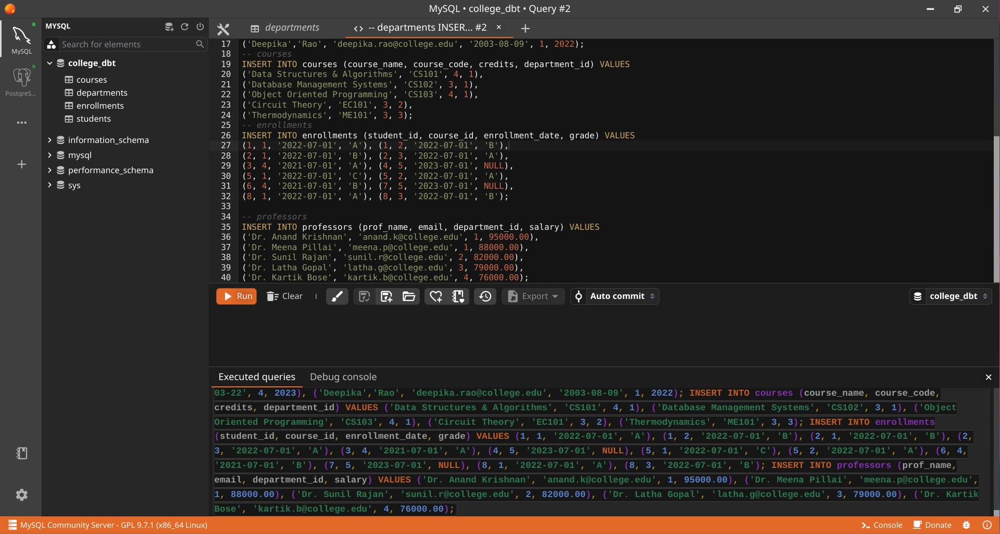 MySQL • college_dbt • Query #2
MySQL
PostgreS...
MYSQL
Search for elements
college_dbt
courses
departments
enrollments
students
information_schema
mysql
performance_schema
sys
departments
-- departments INSER... #2
17 ('Deepika','Rao', 'deepika.rao@college.edu', '2003-08-09', 1, 2022);
18 -- courses
19 INSERT INTO courses (course_name, course_code, credits, department_id) VALUES
20 ('Data Structures & Algorithms', 'CS101', 4, 1),
21 ('Database Management Systems', 'CS102', 3, 1),
22 ('Object Oriented Programming', 'CS103', 4, 1),
23 ('Circuit Theory', 'EC101', 3, 2),
24 ('Thermodynamics', 'ME101', 3, 3);
25 -- enrollments
26 INSERT INTO enrollments (student_id, course_id, enrollment_date, grade) VALUES
27 (1, 1, '2022-07-01', 'A'), (1, 2, '2022-07-01', 'B'),
28 (2, 1, '2022-07-01', 'B'), (2, 3, '2022-07-01', 'A'),
29 (3, 4, '2021-07-01', 'A'), (4, 5, '2023-07-01', NULL),
30 (5, 1, '2022-07-01', 'C'), (5, 2, '2022-07-01', 'A'),
31 (6, 4, '2021-07-01', 'B'), (7, 5, '2023-07-01', NULL),
32 (8, 1, '2022-07-01', 'A'), (8, 3, '2022-07-01', 'B');
33
34 -- professors
35 INSERT INTO professors (prof_name, email, department_id, salary) VALUES
36 ('Dr. Anand Krishnan', 'anand.k@college.edu', 1, 95000.00),
37 ('Dr. Meena Pillai', 'meena.p@college.edu', 1, 88000.00),
38 ('Dr. Sunil Rajan', 'sunil.r@college.edu', 2, 82000.00),
39 ('Dr. Latha Gopal', 'latha.g@college.edu', 3, 79000.00),
40 ('Dr. Kartik Bose', 'kartik.b@college.edu', 4, 76000.00);
Run Clear Export Auto commit college_dbt
Executed queries Debug console
03-22', 4, 2023), ('Deepika','Rao', 'deepika.rao@college.edu', '2003-08-09', 1, 2022); INSERT INTO courses (course_name, course_code,
credits, department_id) VALUES ('Data Structures & Algorithms', 'CS101', 4, 1), ('Database Management Systems', 'CS102', 3, 1), ('Object
Oriented Programming', 'CS103', 4, 1), ('Circuit Theory', 'EC101', 3, 2), ('Thermodynamics', 'ME101', 3, 3); INSERT INTO enrollments
(student_id, course_id, enrollment_date, grade) VALUES (1, 1, '2022-07-01', 'A'), (1, 2, '2022-07-01', 'B'), (2, 1, '2022-07-01', 'B'), (2,
3, '2022-07-01', 'A'), (3, 4, '2021-07-01', 'A'), (4, 5, '2023-07-01', NULL), (5, 1, '2022-07-01', 'C'), (5, 2, '2022-07-01', 'A'), (6, 4,
'2021-07-01', 'B'), (7, 5, '2023-07-01', NULL), (8, 1, '2022-07-01', 'A'), (8, 3, '2022-07-01', 'B'); INSERT INTO professors (prof_name,
email, department_id, salary) VALUES ('Dr. Anand Krishnan', 'anand.k@college.edu', 1, 95000.00), ('Dr. Meena Pillai', 'meena.p@college.edu',
1, 88000.00), ('Dr. Sunil Rajan', 'sunil.r@college.edu', 2, 82000.00), ('Dr. Latha Gopal', 'latha.g@college.edu', 3, 79000.00), ('Dr. Kartik
Bose', 'kartik.b@college.edu', 4, 76000.00);
MySQL Community Server - GPL 9.7.1 (x86_64 Linux)
Console Donate